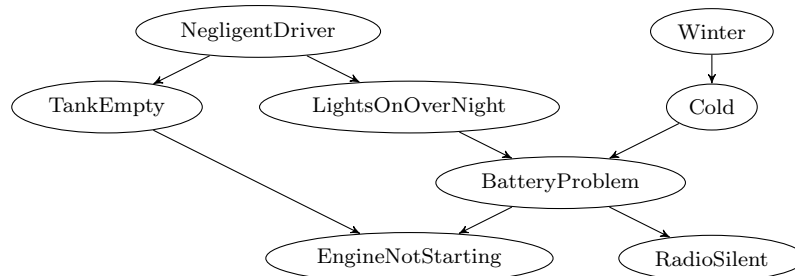 NegligentDriver
Winter
TankEmpty
LightsOnOverNight
Cold
BatteryProblem
EngineNotStarting
RadioSilent